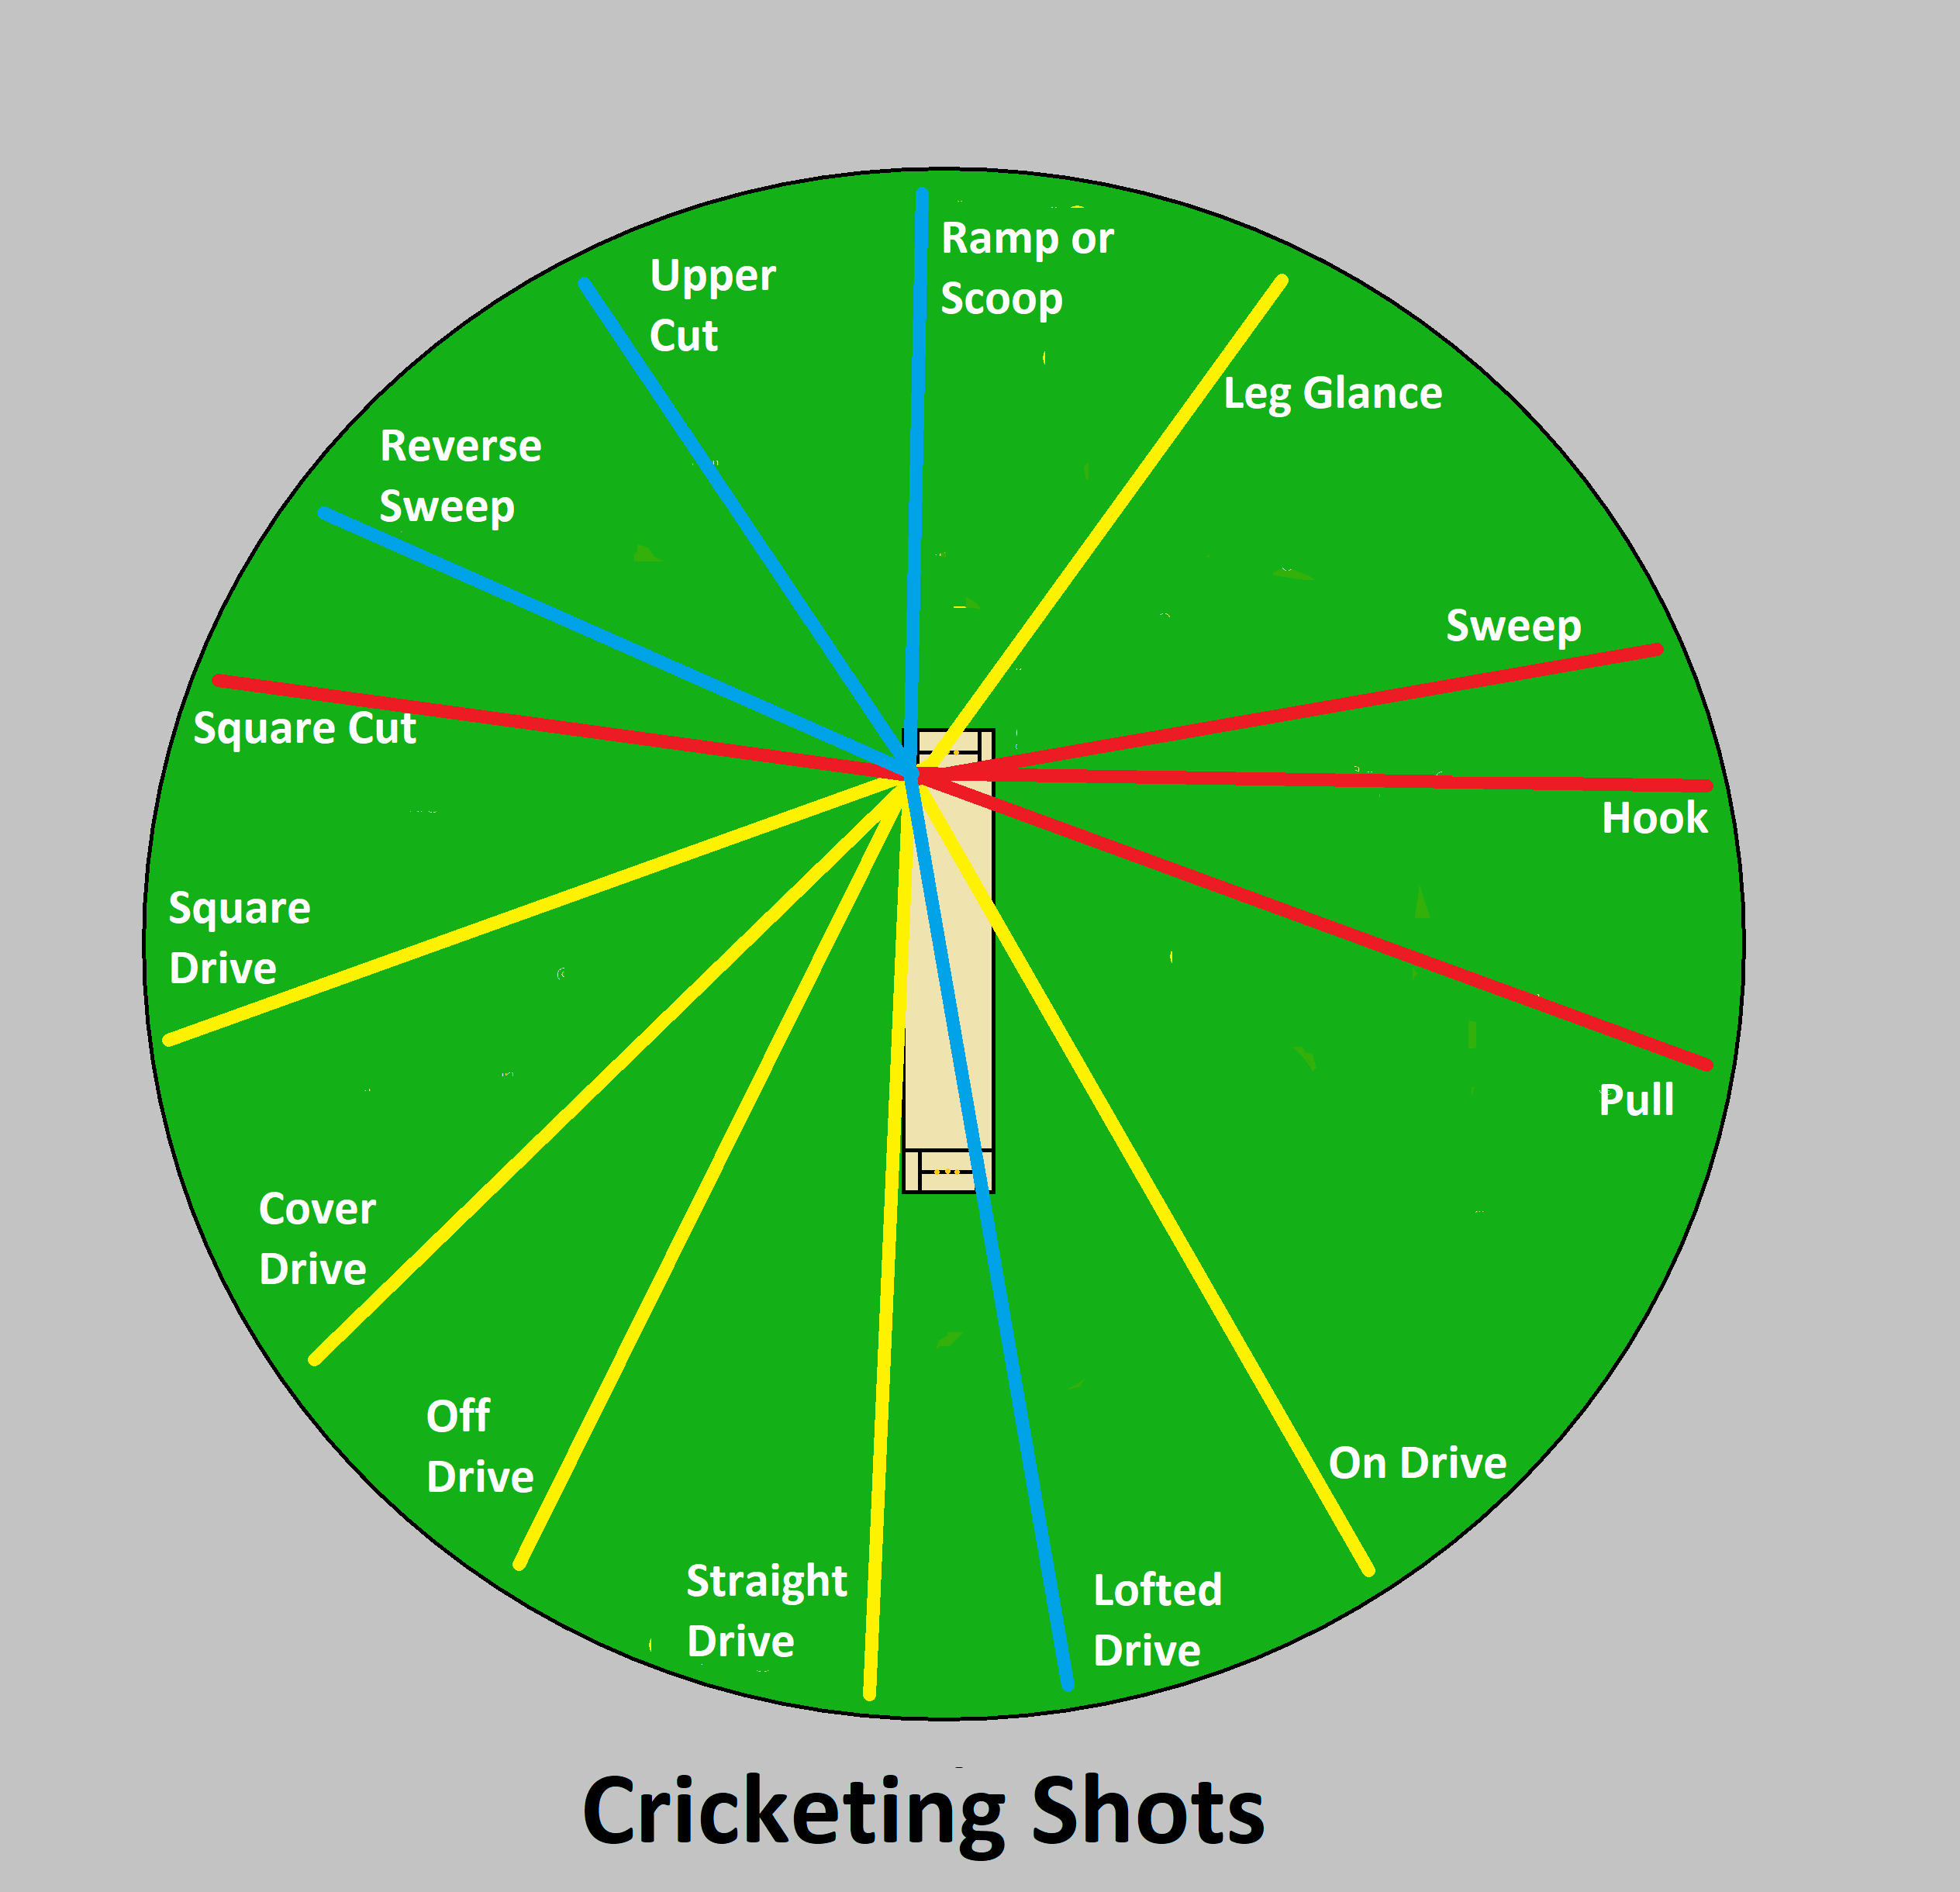 Ramp or
Scoop
Upper
Cut
Leg Glance
Reverse
Sweep
Sweep
Square Cut
Hook
Square
Drive
Pull
Cover
Drive
Off
Drive
On Drive
Straight
Drive
Lofted
Drive
Cricketing Shots